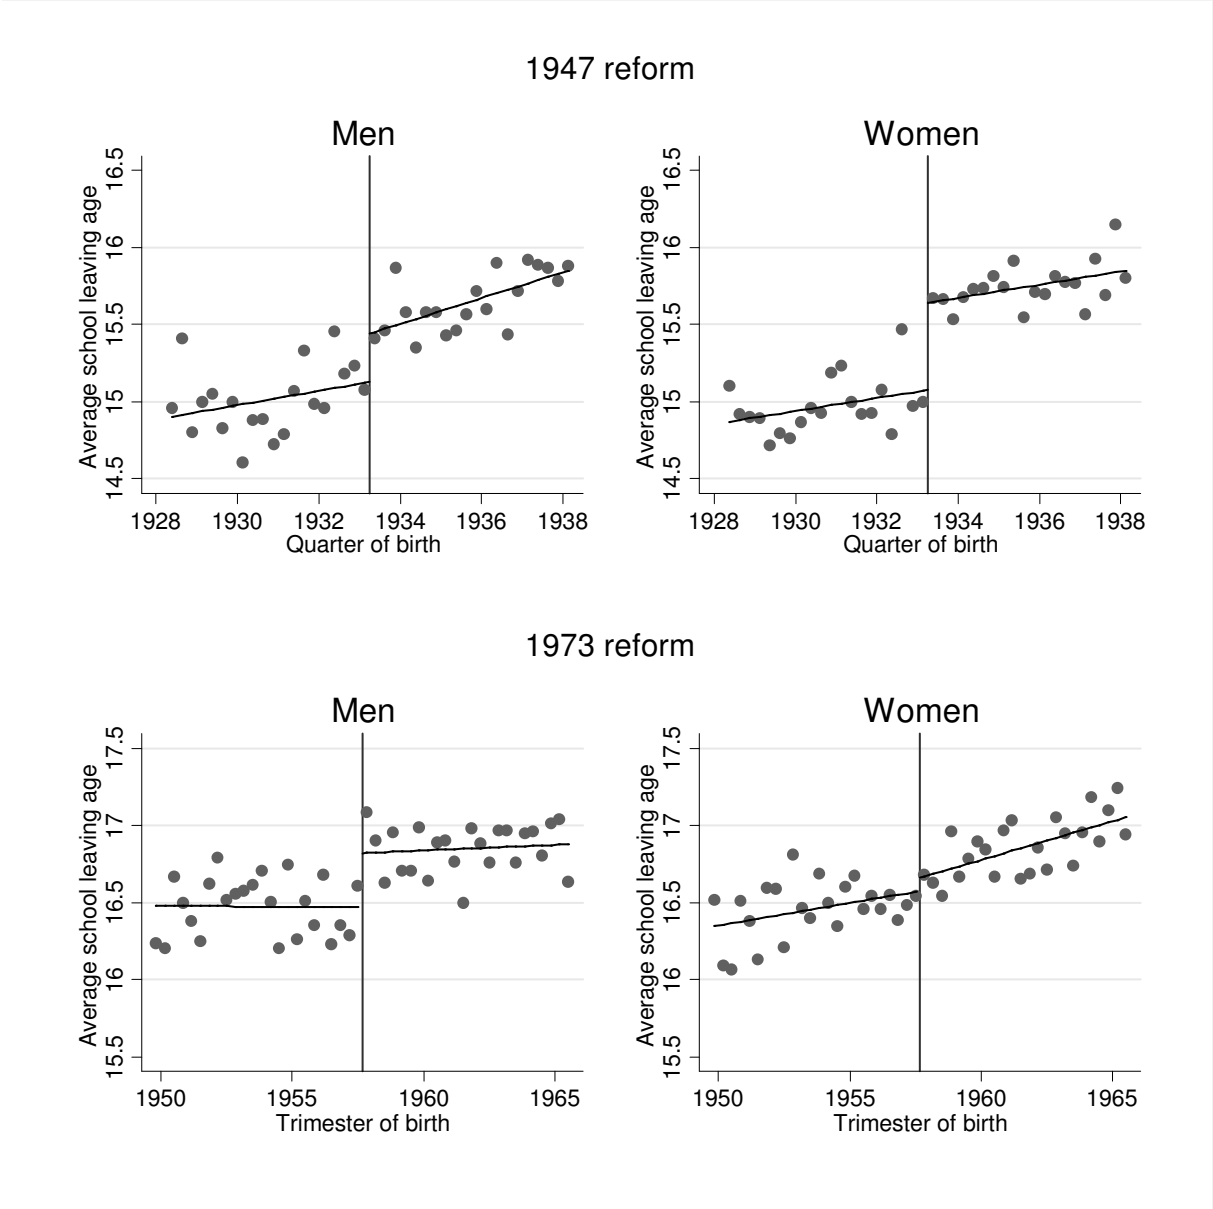 1947 reform
Men
Women
Average school leaving age
16.5
16
15.5
15
14.5
1928 1930 1932 1934 1936 1938
Quarter of birth
Average school leaving age
16.5
16
15.5
15
14.5
1928 1930 1932 1934 1936 1938
Quarter of birth
1973 reform
Men
Women
Average school leaving age
17.5
17
16.5
16
15.5
1950 1955 1960 1965
Trimester of birth
Average school leaving age
17.5
17
16.5
16
15.5
1950 1955 1960 1965
Trimester of birth